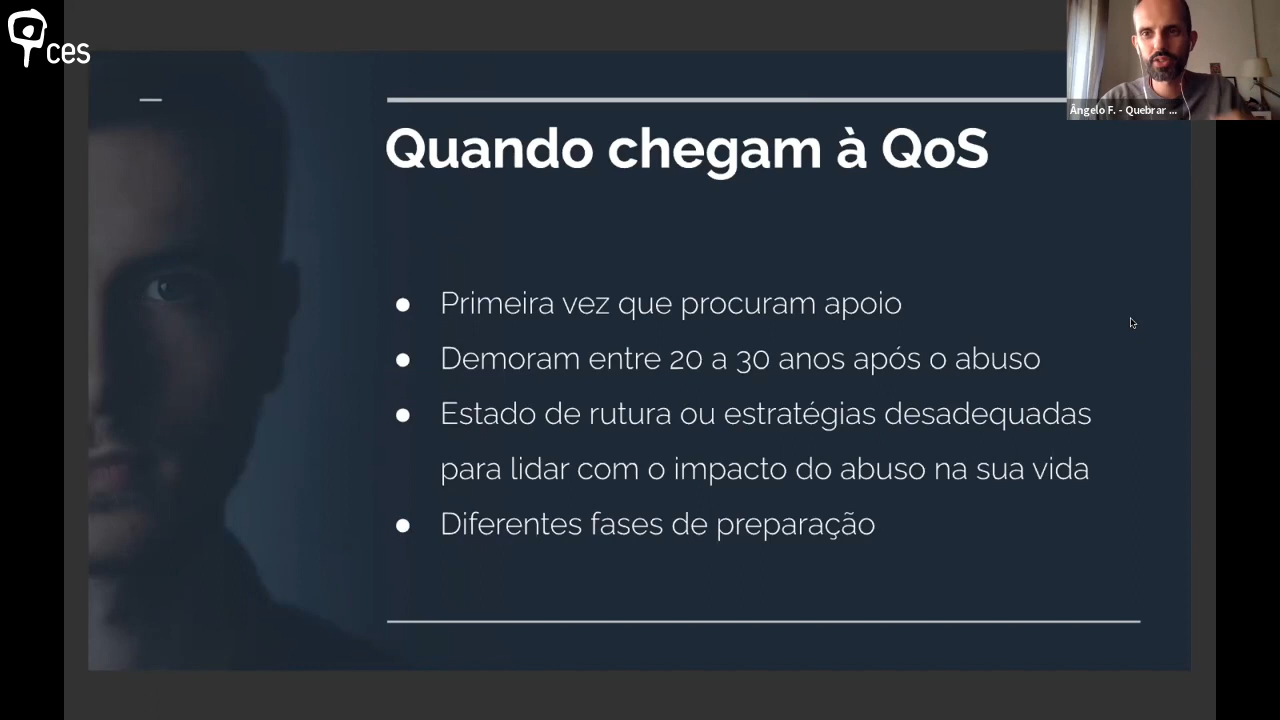 ces
Ângelo F. - Quebrar ...
Quando chegam à QoS
● Primeira vez que procuram apoio
● Demoram entre 20 a 30 anos após o abuso
● Estado de rutura ou estratégias desadequadas
para lidar com o impacto do abuso na sua vida
● Diferentes fases de preparação